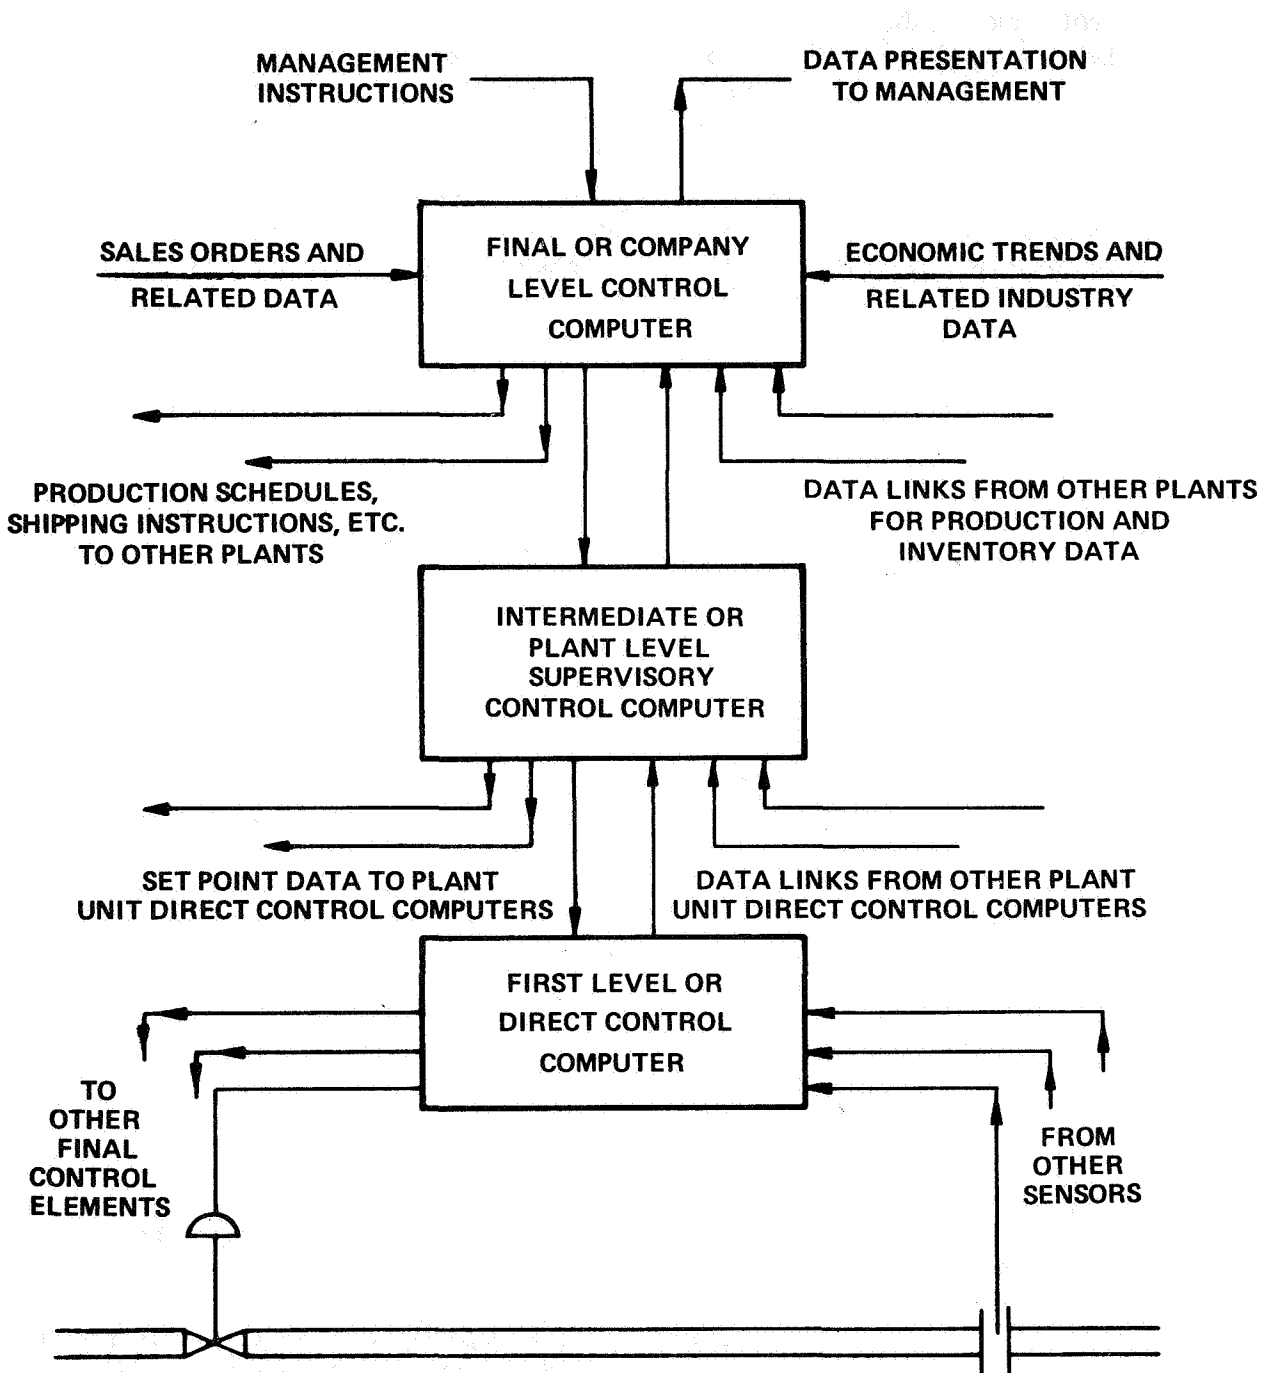 MANAGEMENT
INSTRUCTIONS
DATA PRESENTATION
TO MANAGEMENT
SALES ORDERS AND
RELATED DATA
FINAL OR COMPANY
LEVEL CONTROL
COMPUTER
ECONOMIC TRENDS AND
RELATED INDUSTRY
DATA
PRODUCTION SCHEDULES,
SHIPPING INSTRUCTIONS, ETC.
TO OTHER PLANTS
DATA LINKS FROM OTHER PLANTS
FOR PRODUCTION AND
INVENTORY DATA
INTERMEDIATE OR
PLANT LEVEL
SUPERVISORY
CONTROL COMPUTER
SET POINT DATA TO PLANT
UNIT DIRECT CONTROL COMPUTERS
DATA LINKS FROM OTHER PLANT
UNIT DIRECT CONTROL COMPUTERS
FIRST LEVEL OR
DIRECT CONTROL
COMPUTER
TO
OTHER
FINAL
CONTROL
ELEMENTS
FROM
OTHER
SENSORS